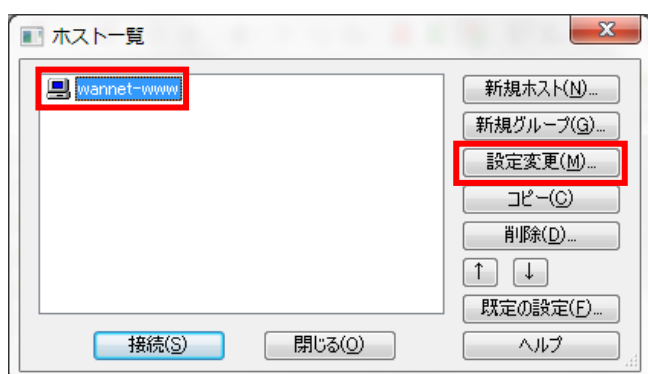 ホスト一覧
wannet-www
新規ホスト(N)...
新規グループ(G)...
設定変更(M)...
コピー(C)
削除(D)...
↑ ↓
既定の設定(F)...
接続(S) 閉じる(O) ヘルプ